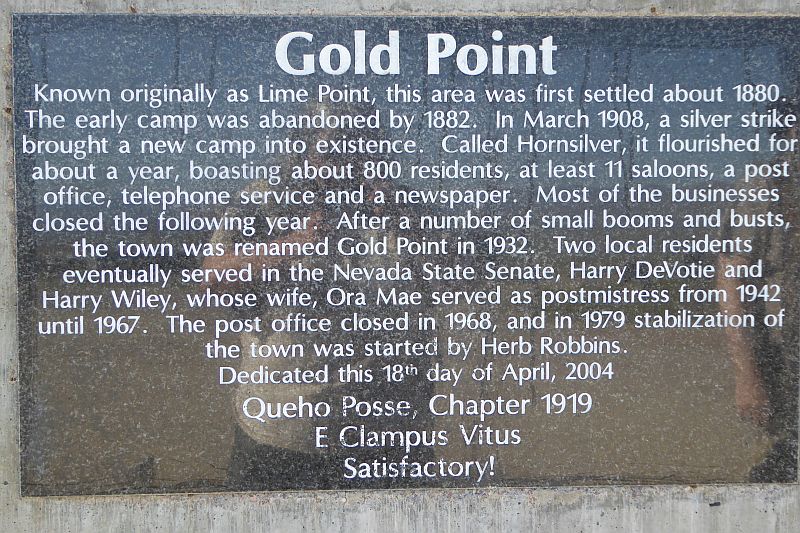 Gold Point
Known originally as Lime Point, this area was first settled about 1880.
The early camp was abandoned by 1882. In March 1908, a silver strike
brought a new camp into existence. Called Hornsilver, it flourished for
about a year, boasting about 800 residents, at least 11 saloons, a post
office, telephone service and a newspaper. Most of the businesses
closed the following year. After a number of small booms and busts,
the town was renamed Gold Point in 1932. Two local residents
eventually served in the Nevada State Senate, Harry DeVotie and
Harry Wiley, whose wife, Ora Mae served as postmistress from 1942
until 1967. The post office closed in 1968, and in 1979 stabilization of
the town was started by Herb Robbins.
Dedicated this 18th day of April, 2004
Queho Posse, Chapter 1919
E Clampus Vitus
Satisfactory!